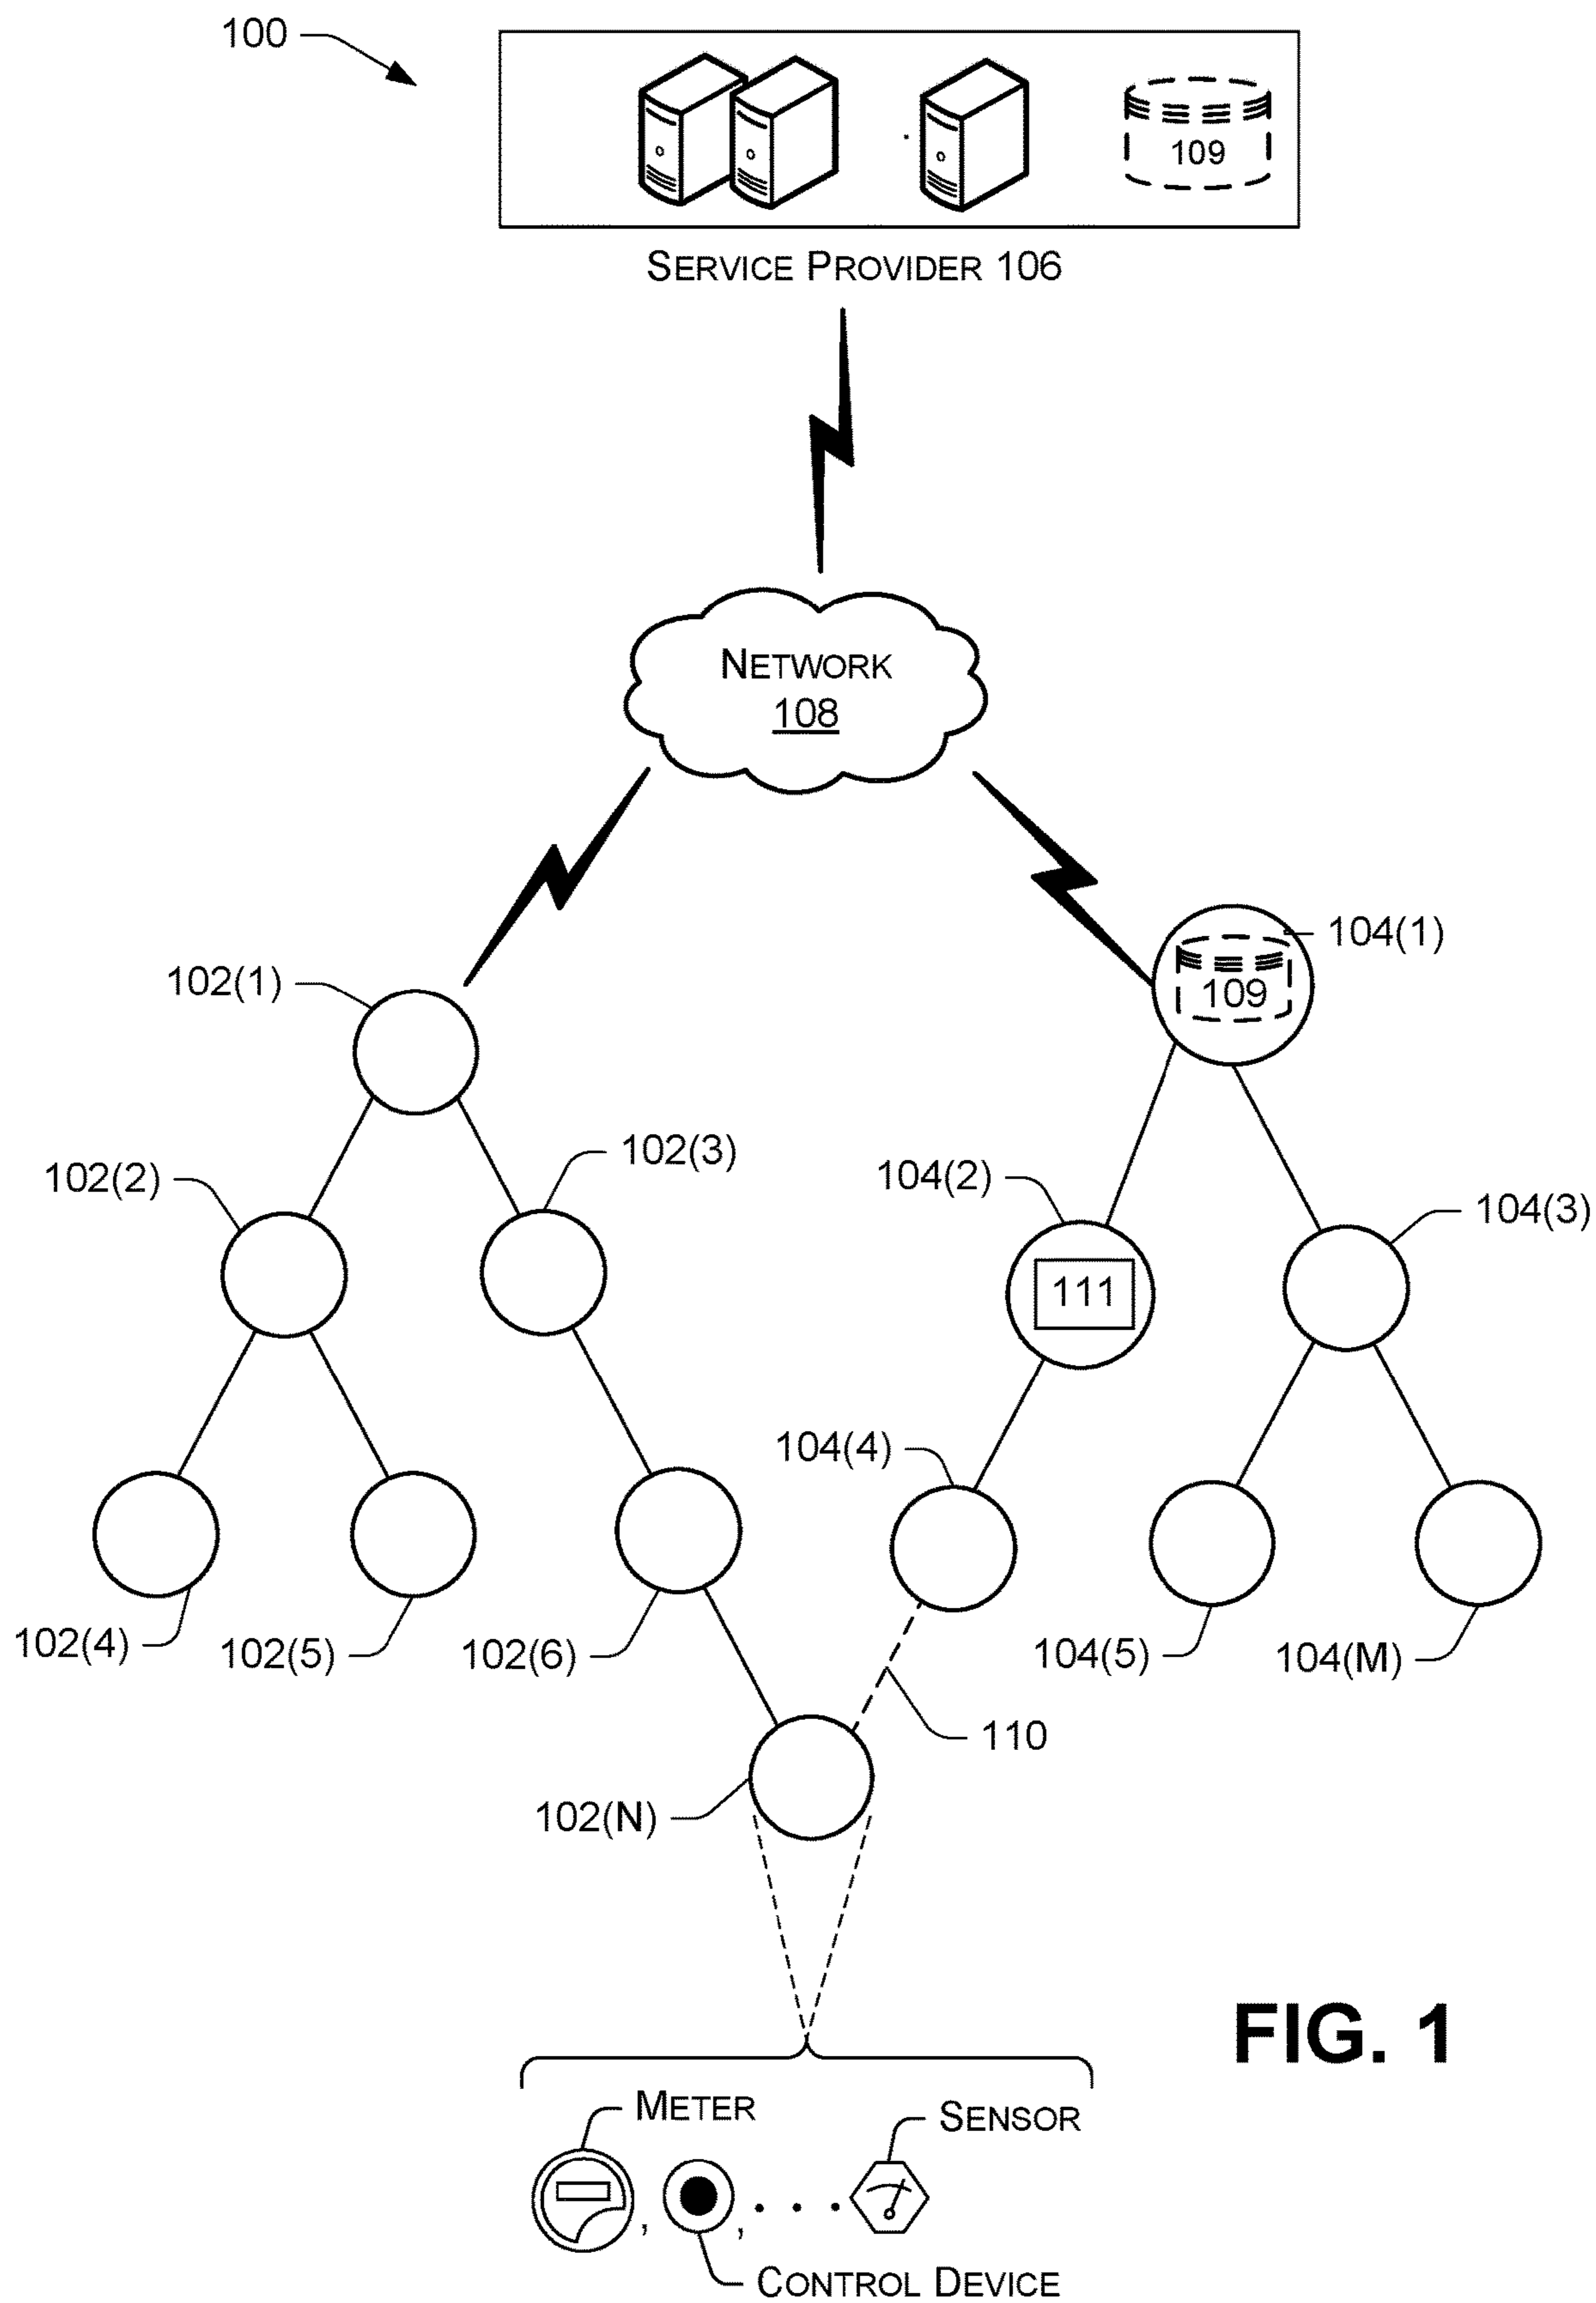 100
109
SERVICE PROVIDER 106
NETWORK
108
104(1)
109
102(1)
102(3)
102(2)
104(2)
104(3)
111
104(4)
102(4)
102(5)
102(6)
104(5)
104(M)
110
102(N)
FIG. 1
METER
SENSOR
, , . . .
CONTROL DEVICE